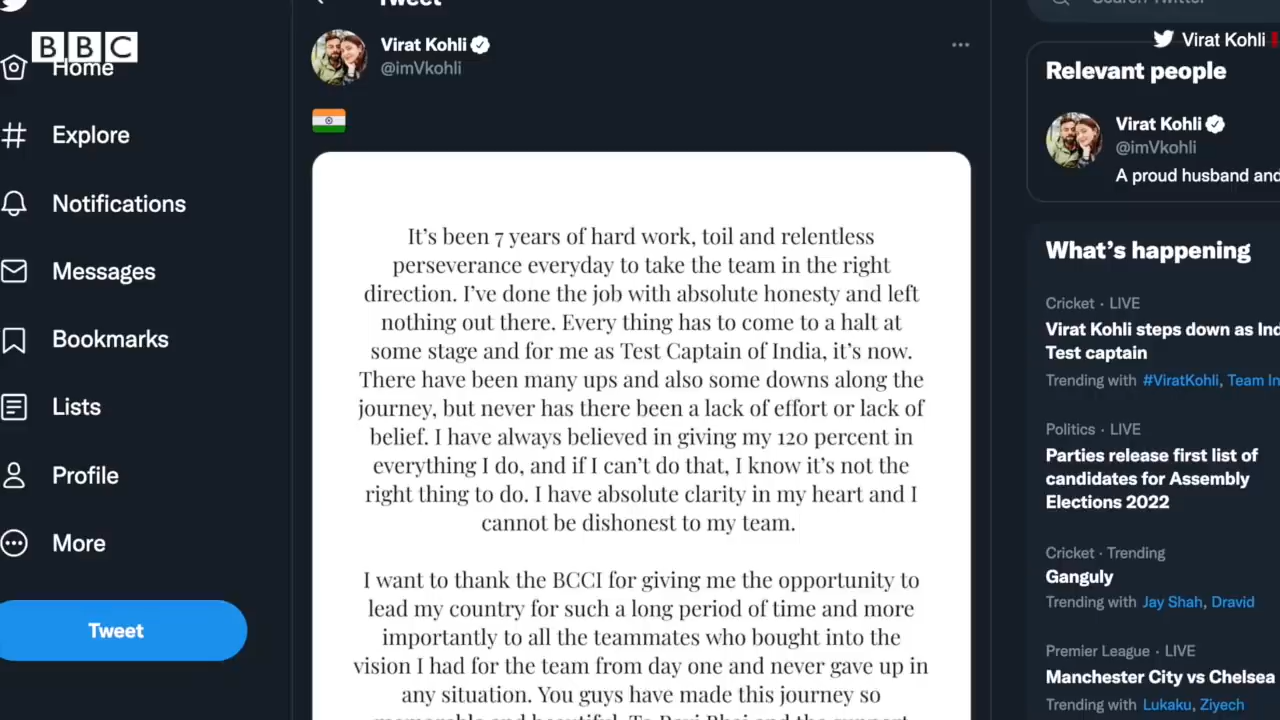 Tweet
Search Twitter
BBC
Home
Explore
Notifications
Messages
Bookmarks
Lists
Profile
More
Tweet
Virat Kohli
@imVkohli
It’s been 7 years of hard work, toil and relentless
perseverance everyday to take the team in the right
direction. I’ve done the job with absolute honesty and left
nothing out there. Every thing has to come to a halt at
some stage and for me as Test Captain of India, it’s now.
There have been many ups and also some downs along the
journey, but never has there been a lack of effort or lack of
belief. I have always believed in giving my 120 percent in
everything I do, and if I can’t do that, I know it’s not the
right thing to do. I have absolute clarity in my heart and I
cannot be dishonest to my team.
I want to thank the BCCI for giving me the opportunity to
lead my country for such a long period of time and more
importantly to all the teammates who bought into the
vision I had for the team from day one and never gave up in
any situation. You guys have made this journey so
memorable and beautiful. To Ravi Bhai and the support
Virat Kohli
Relevant people
Virat Kohli
@imVkohli
A proud husband and
What’s happening
Cricket · LIVE
Virat Kohli steps down as Ind
Test captain
Trending with #ViratKohli, Team In
Politics · LIVE
Parties release first list of
candidates for Assembly
Elections 2022
Cricket · Trending
Ganguly
Trending with Jay Shah, Dravid
Premier League · LIVE
Manchester City vs Chelsea
Trending with Lukaku, Ziyech